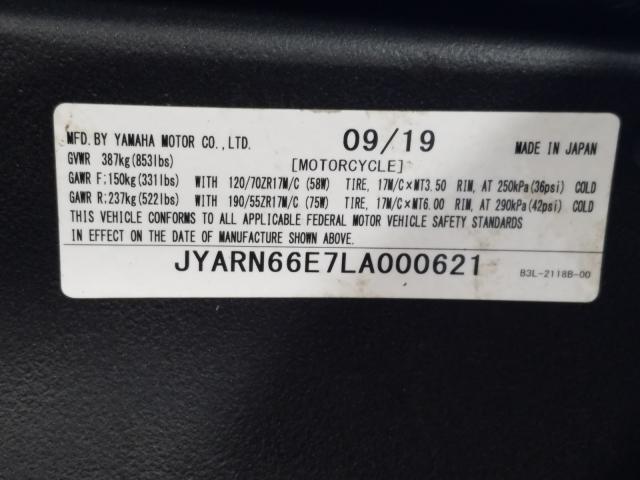 MFD. BY YAMAHA MOTOR CO., LTD. 09/19 MADE IN JAPAN
GVWR 387kg(853lbs) [MOTORCYCLE]
GAWR F:150kg(331lbs) WITH 120/70ZR17M/C (58W) TIRE, 17M/C×MT3.50 RIM, AT 250kPa(36psi) COLD
GAWR R:237kg(522lbs) WITH 190/55ZR17M/C (75W) TIRE, 17M/C×MT6.00 RIM, AT 290kPa(42psi) COLD
THIS VEHICLE CONFORMS TO ALL APPLICABLE FEDERAL MOTOR VEHICLE SAFETY STANDARDS
IN EFFECT ON THE DATE OF MANUFACTURE SHOWN ABOVE.
JYARN66E7LA000621 B3L-2118B-00